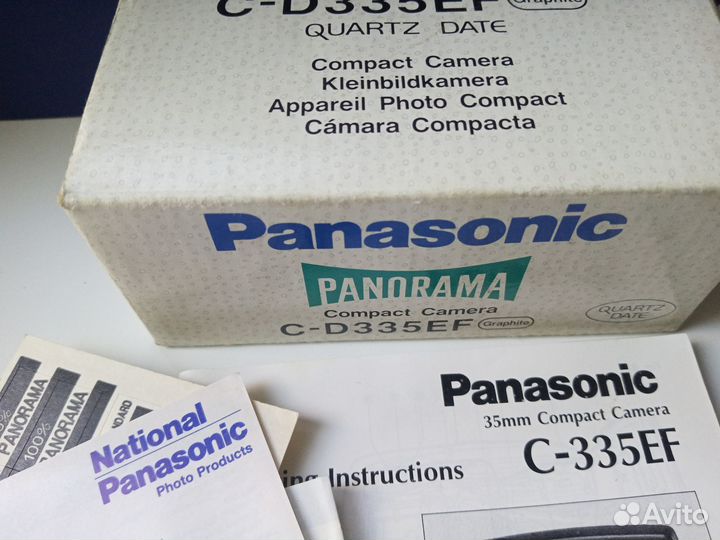 C-D335EF Graphite
QUARTZ DATE
Compact Camera
Kleinbildkamera
Appareil Photo Compact
Cámara Compacta
Panasonic
PANORAMA
Compact Camera
C-D335EF Graphite
QUARTZ
DATE
Panasonic
35mm Compact Camera
C-335EF
Instructions
PANORAMA
100%
PANORAMA
National
Panasonic
Photo Products
Avito